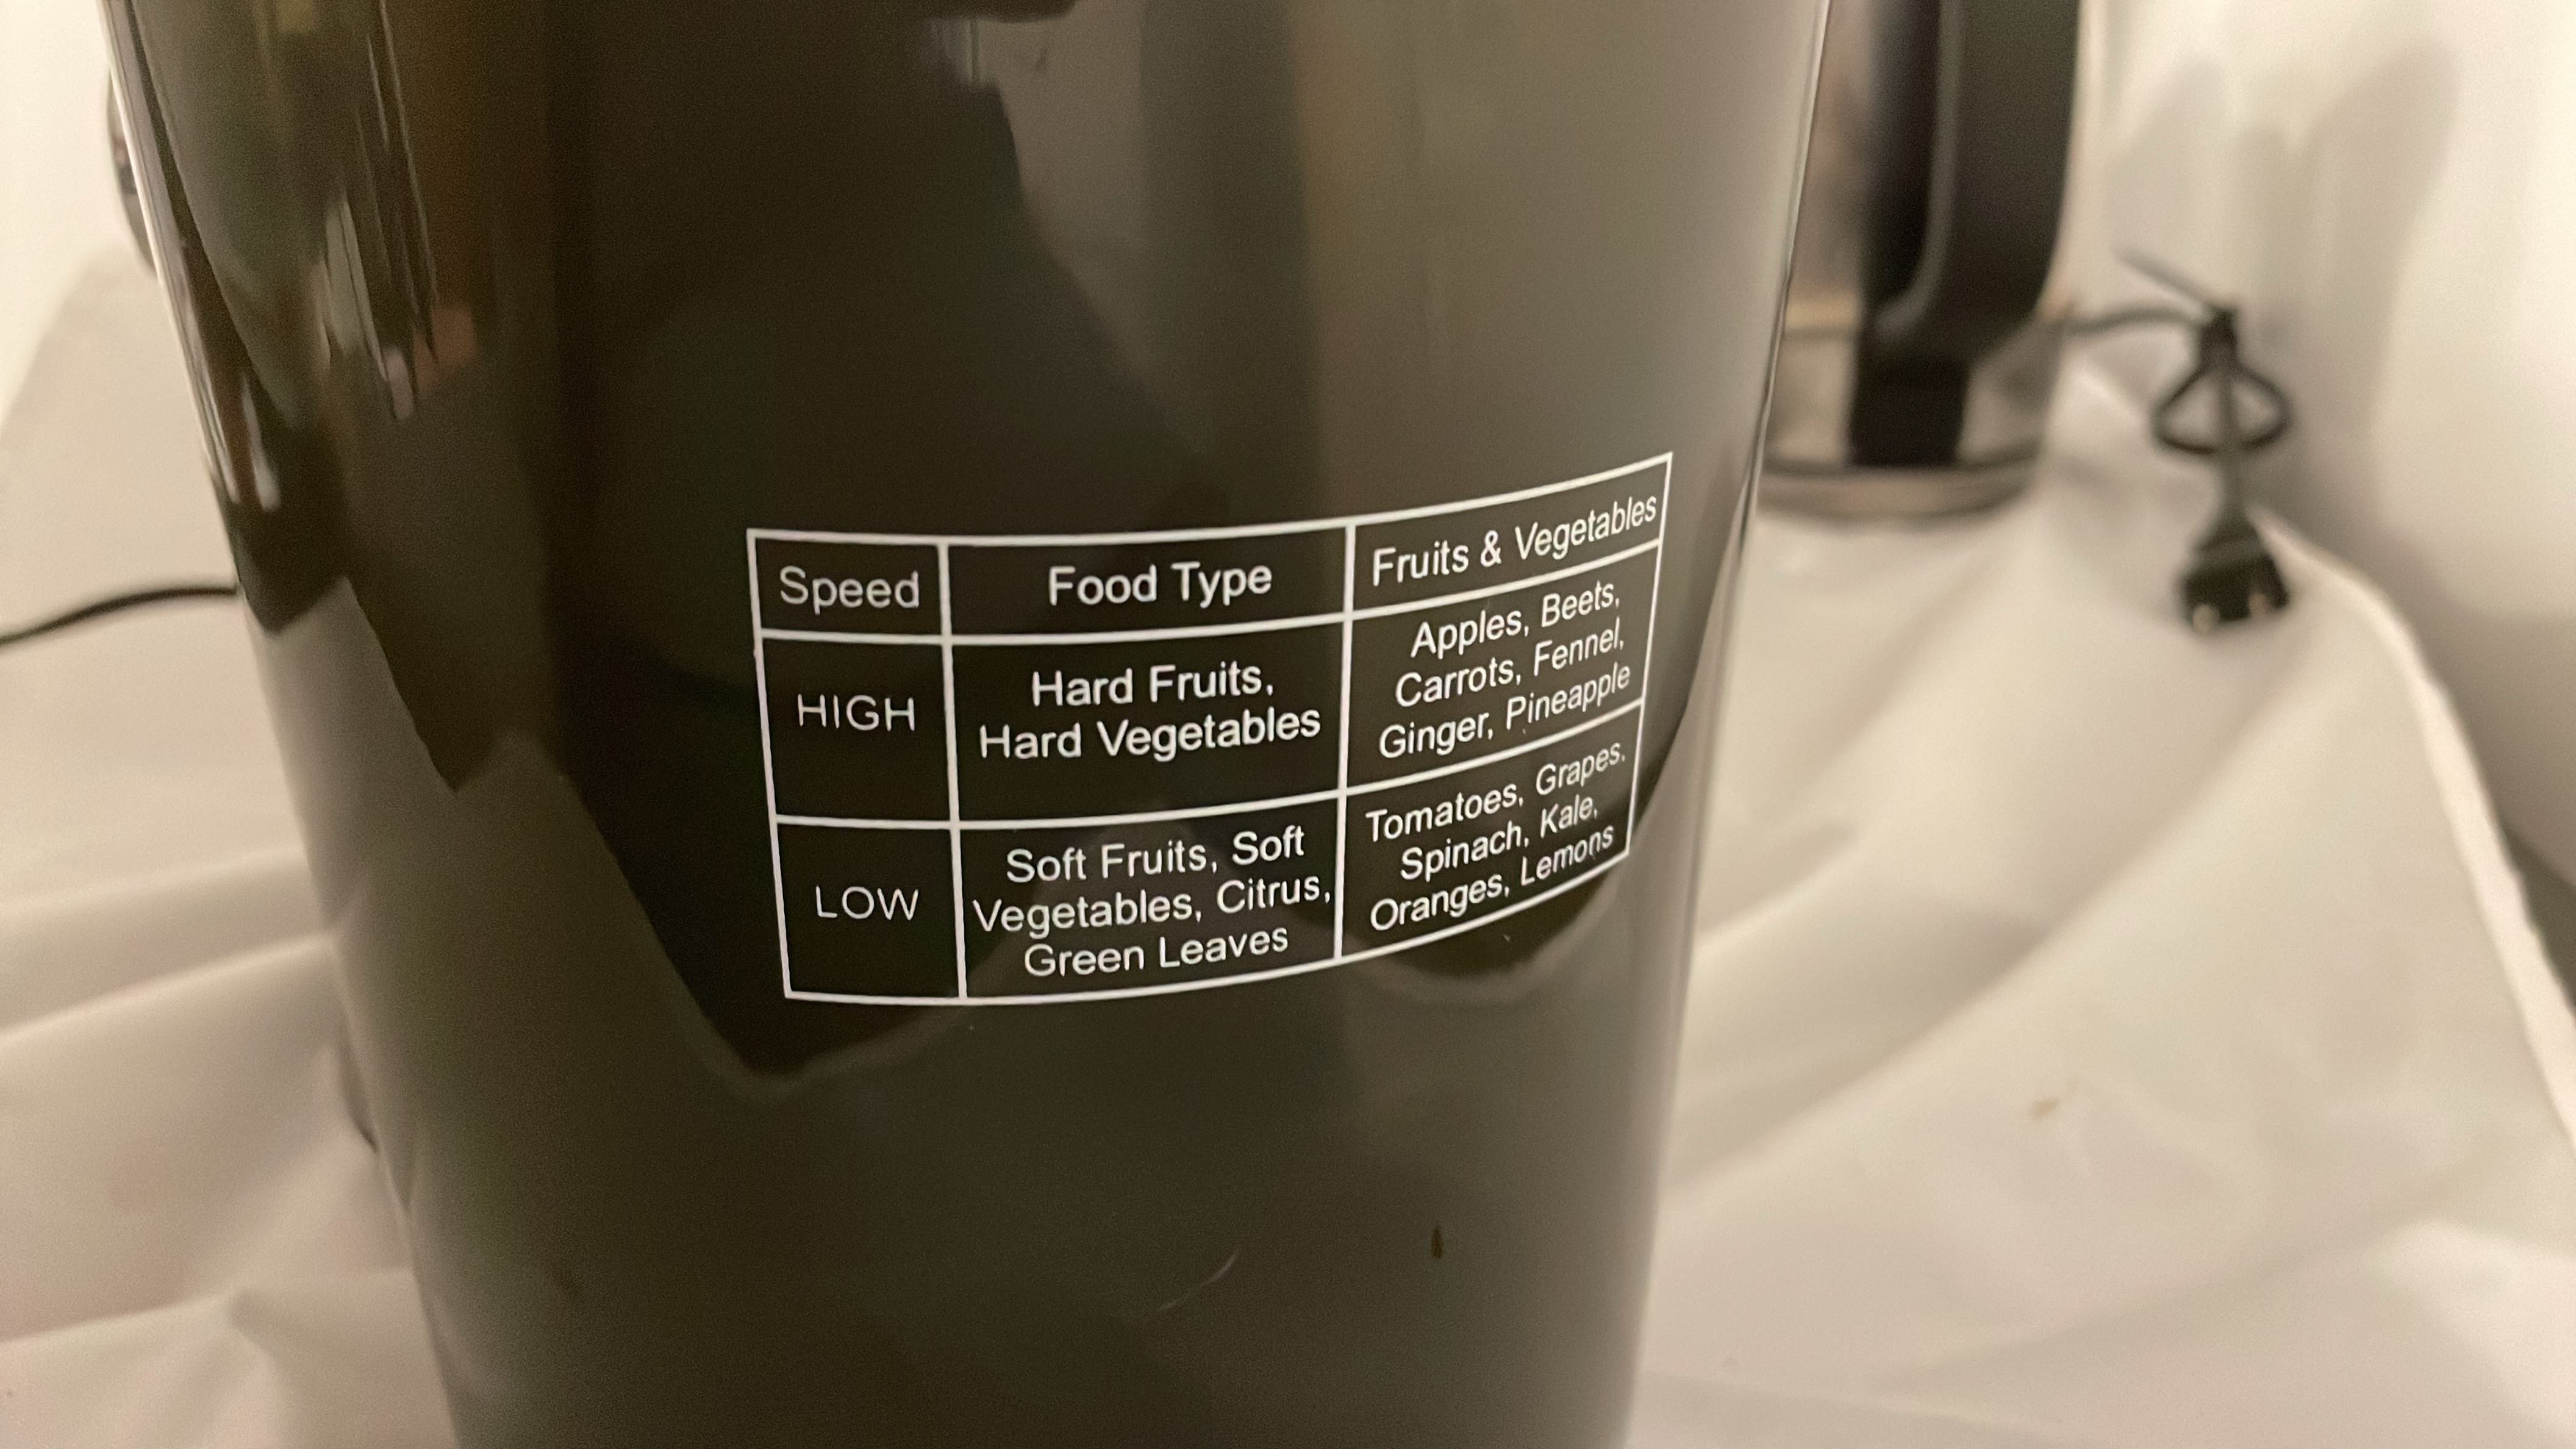 Speed Food Type Fruits & Vegetables
HIGH
Hard Fruits,
Hard Vegetables
Apples, Beets,
Carrots, Fennel,
Ginger, Pineapple
LOW
Soft Fruits, Soft
Vegetables, Citrus,
Green Leaves
Tomatoes, Grapes,
Spinach, Kale,
Oranges, Lemons